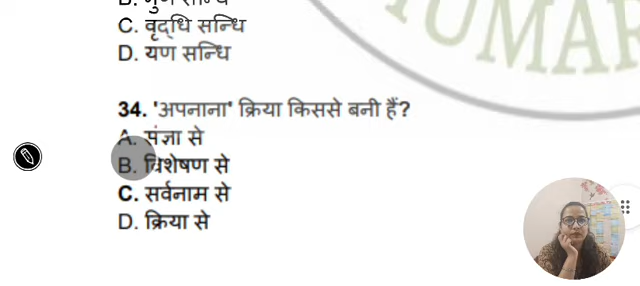 C. वृद्धि सन्धि
D. यण सन्धि
34. 'अपनाना' क्रिया किससे बनी हैं?
A. संज्ञा से
B. विशेषण से
C. सर्वनाम से
D. क्रिया से